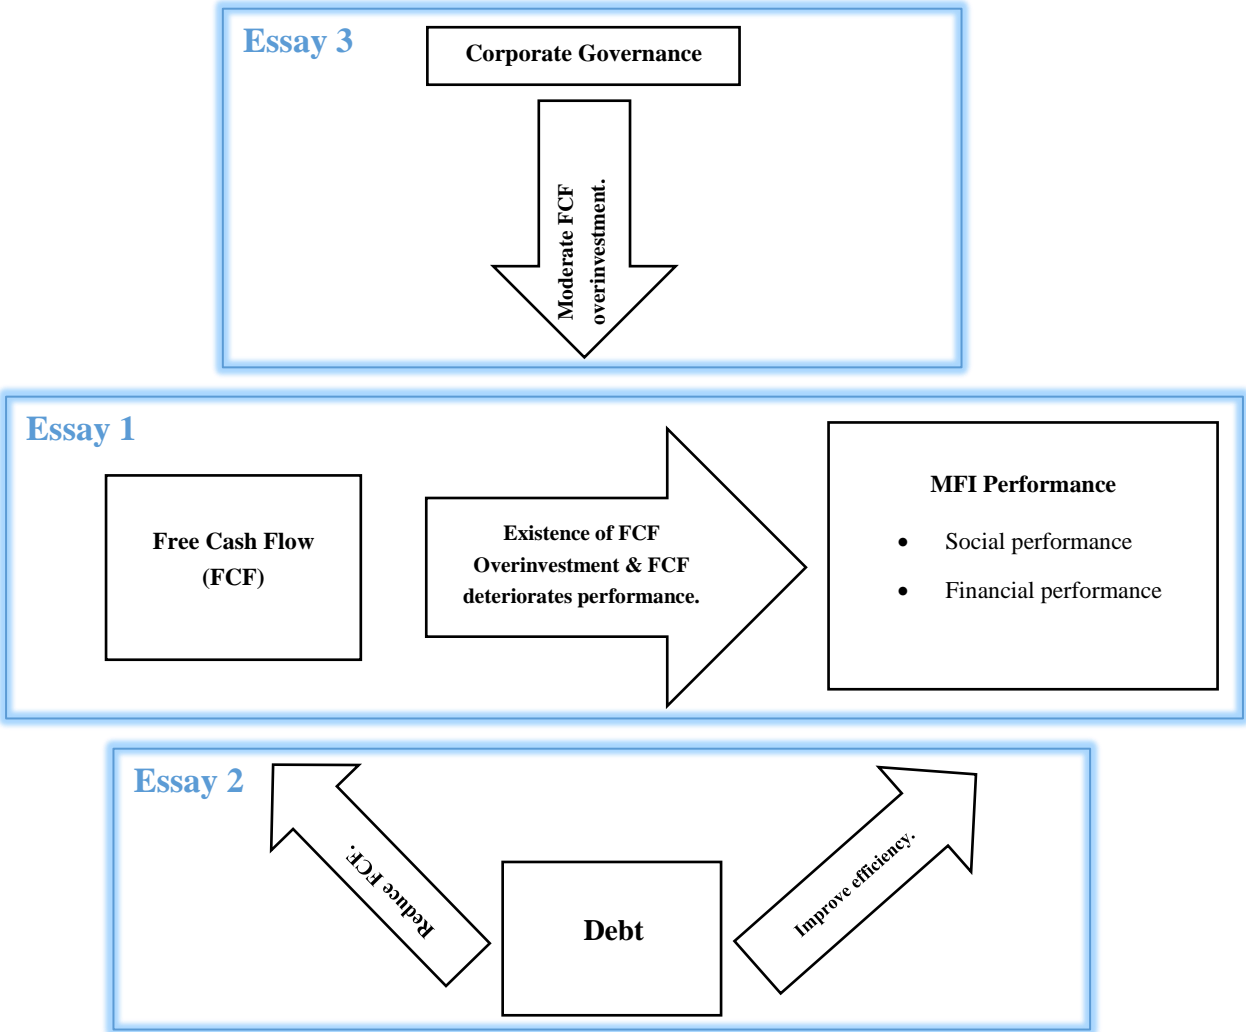 Essay 3
Corporate Governance
Moderate FCF
overinvestment.
Essay 1
Free Cash Flow
(FCF)
Existence of FCF
Overinvestment & FCF
deteriorates performance.
MFI Performance
• Social performance
• Financial performance
Essay 2
Reduce FCF.
Debt
Improve efficiency.